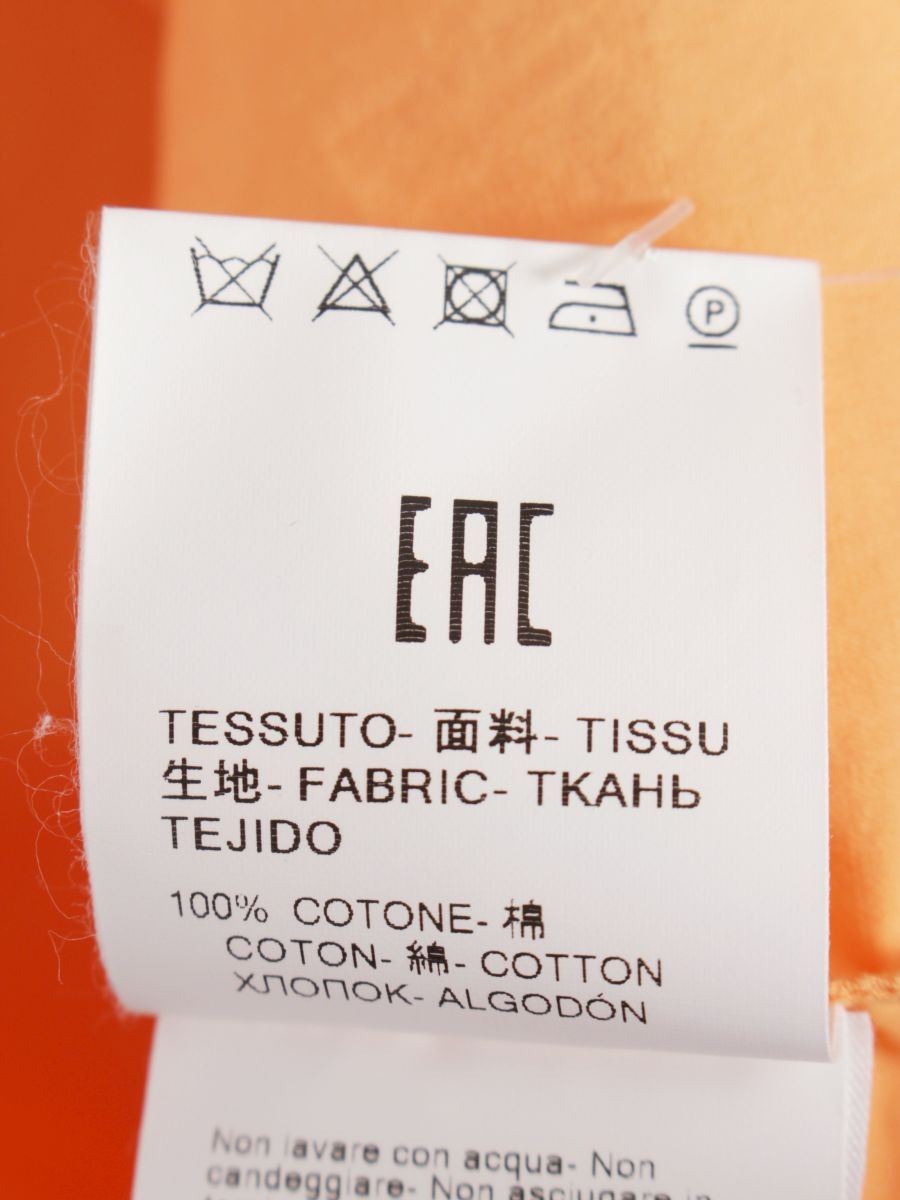 P
EAC
TESSUTO- 面料- TISSU
生地- FABRIC- ТКАНЬ
TEJIDO
100% COTONE- 棉
COTON- 綿- COTTON
ХЛОПОК- ALGODÓN
Non lavare con acqua- Non
candeggiare- Non asciugare in